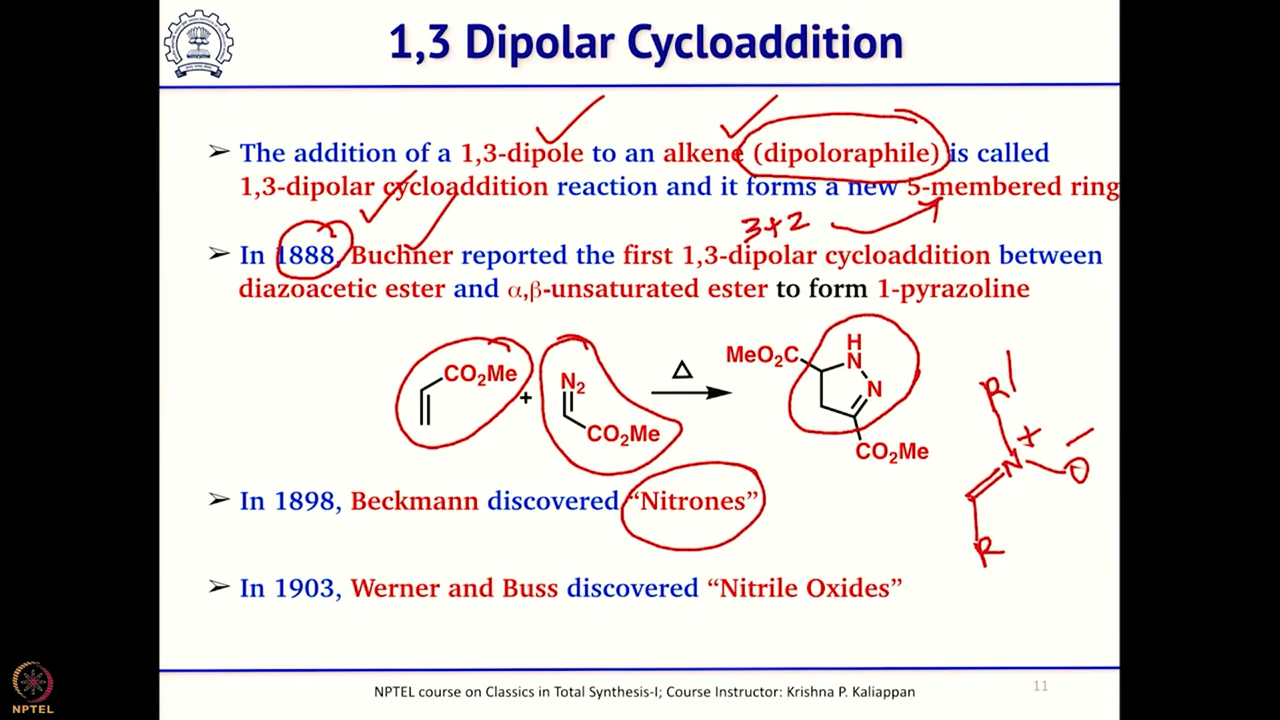 1,3 Dipolar Cycloaddition
➢ The addition of a 1,3-dipole to an alkene (dipoloraphile) is called
1,3-dipolar cycloaddition reaction and it forms a new 5-membered ring
3+2
➢ In 1888, Buchner reported the first 1,3-dipolar cycloaddition between
diazoacetic ester and α,β-unsaturated ester to form 1-pyrazoline
CO2Me
+
N2
CO2Me
Δ
MeO2C
H
N
N
CO2Me
R'
N
+
O
-
R
➢ In 1898, Beckmann discovered “Nitrones”
➢ In 1903, Werner and Buss discovered “Nitrile Oxides”
NPTEL
NPTEL course on Classics in Total Synthesis-I; Course Instructor: Krishna P. Kaliappan
11